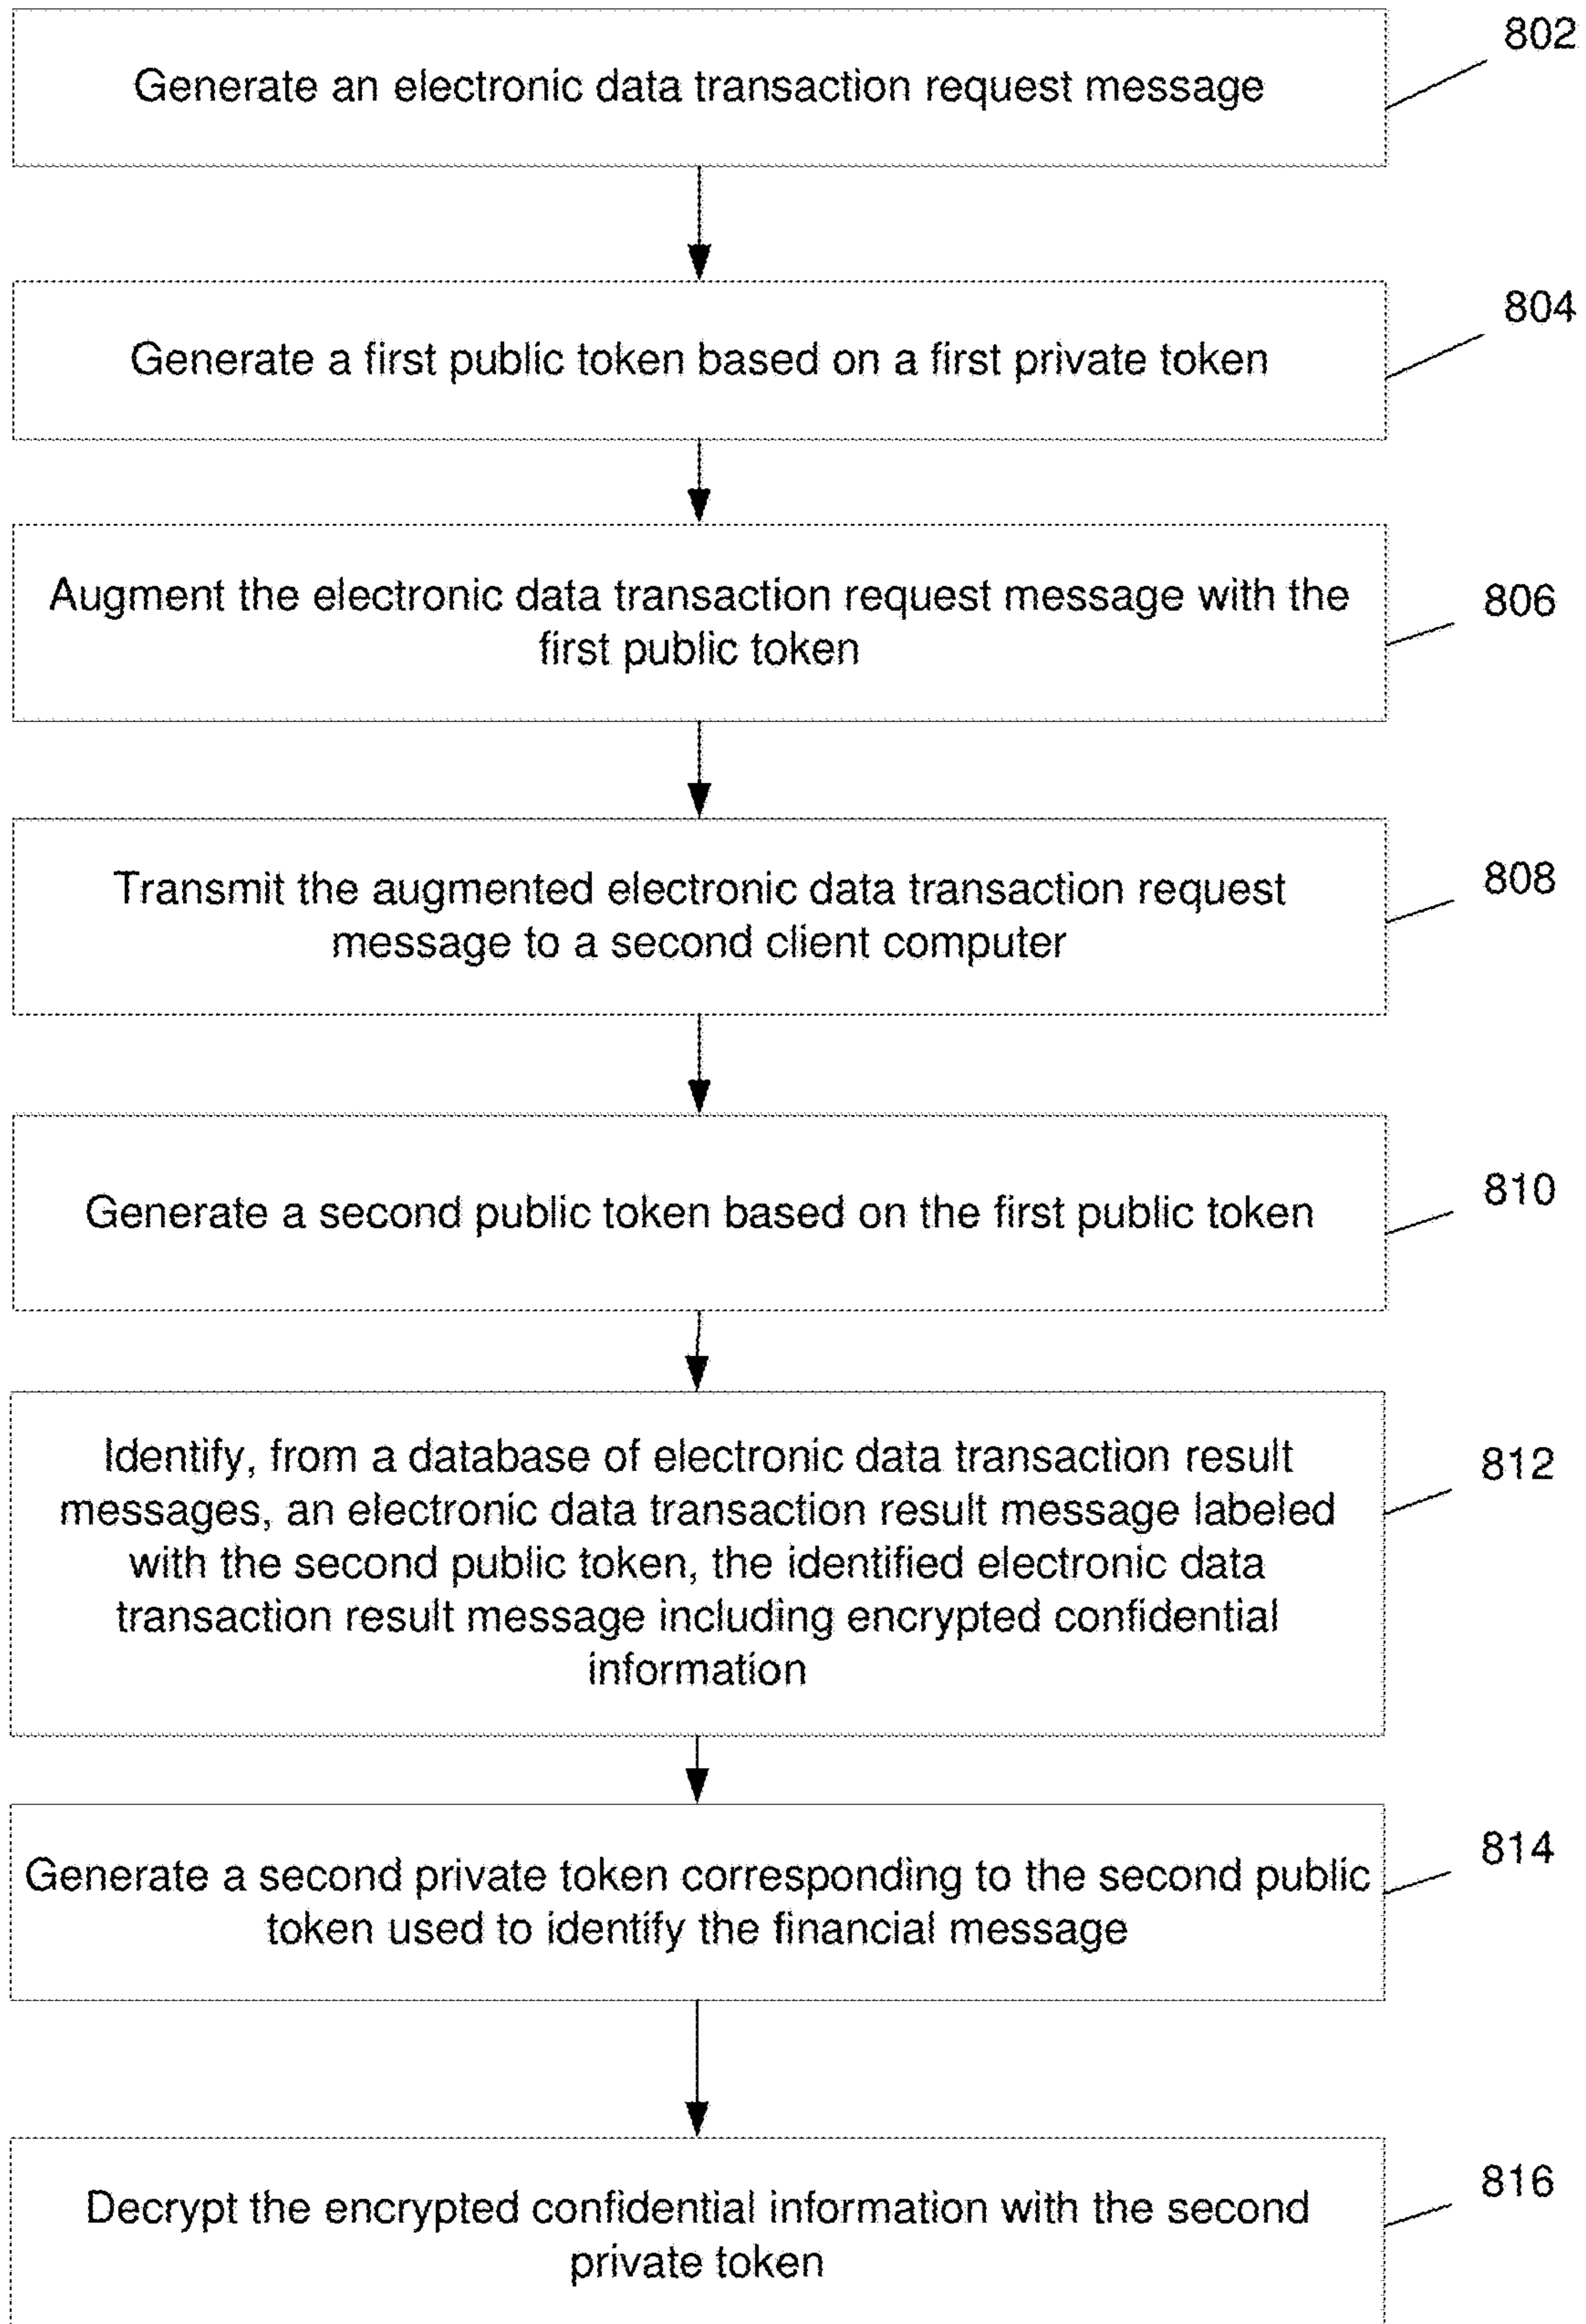 802
Generate an electronic data transaction request message
804
Generate a first public token based on a first private token
Augment the electronic data transaction request message with the
first public token
806
Transmit the augmented electronic data transaction request
message to a second client computer
808
Generate a second public token based on the first public token
810
Identify, from a database of electronic data transaction result
messages, an electronic data transaction result message labeled
with the second public token, the identified electronic data
transaction result message including encrypted confidential
information
812
Generate a second private token corresponding to the second public
token used to identify the financial message
814
Decrypt the encrypted confidential information with the second
private token
816